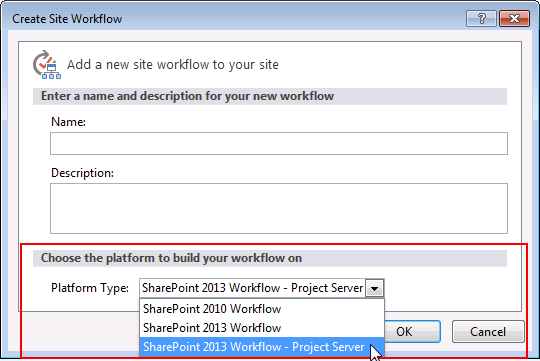 Create Site Workflow
?
Add a new site workflow to your site
Enter a name and description for your new workflow
Name:
Description:
Choose the platform to build your workflow on
Platform Type: SharePoint 2013 Workflow - Project Server
SharePoint 2010 Workflow
SharePoint 2013 Workflow
SharePoint 2013 Workflow - Project Server
OK Cancel